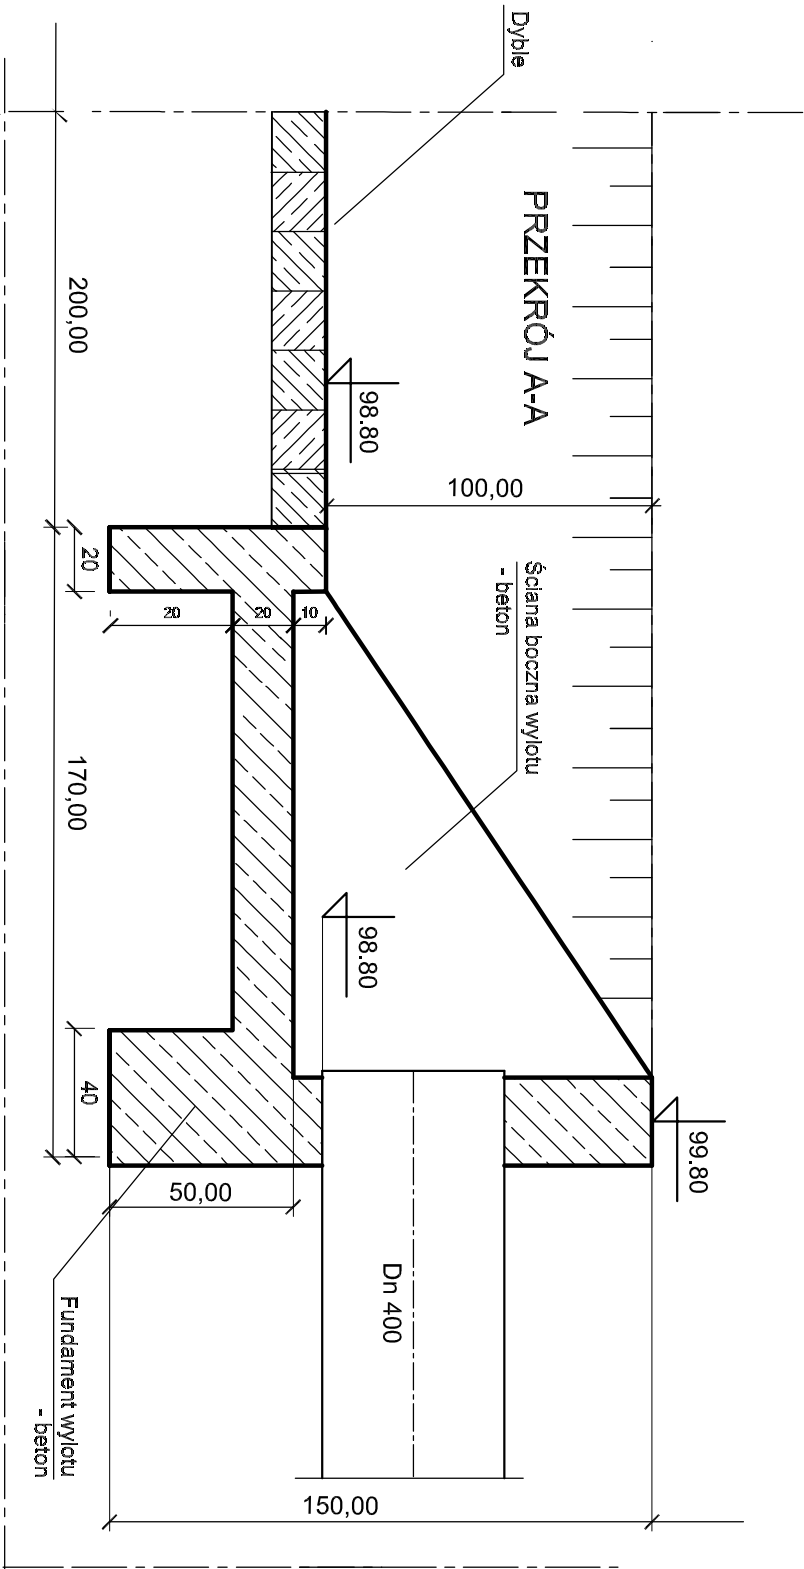 PRZEKRÓJ A-A
Dyble
98.80
100,00
Ściana boczna wylotu
- beton
98.80
99.80
200,00
20
170,00
40
20
20
10
50,00
Dn 400
Fundament wylotu
- beton
150,00